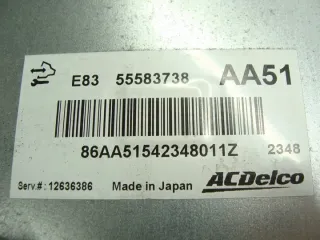 E83 55583738 AA51
86AA51542348011Z 2348
Serv.#: 12636386 Made in Japan ACDelco